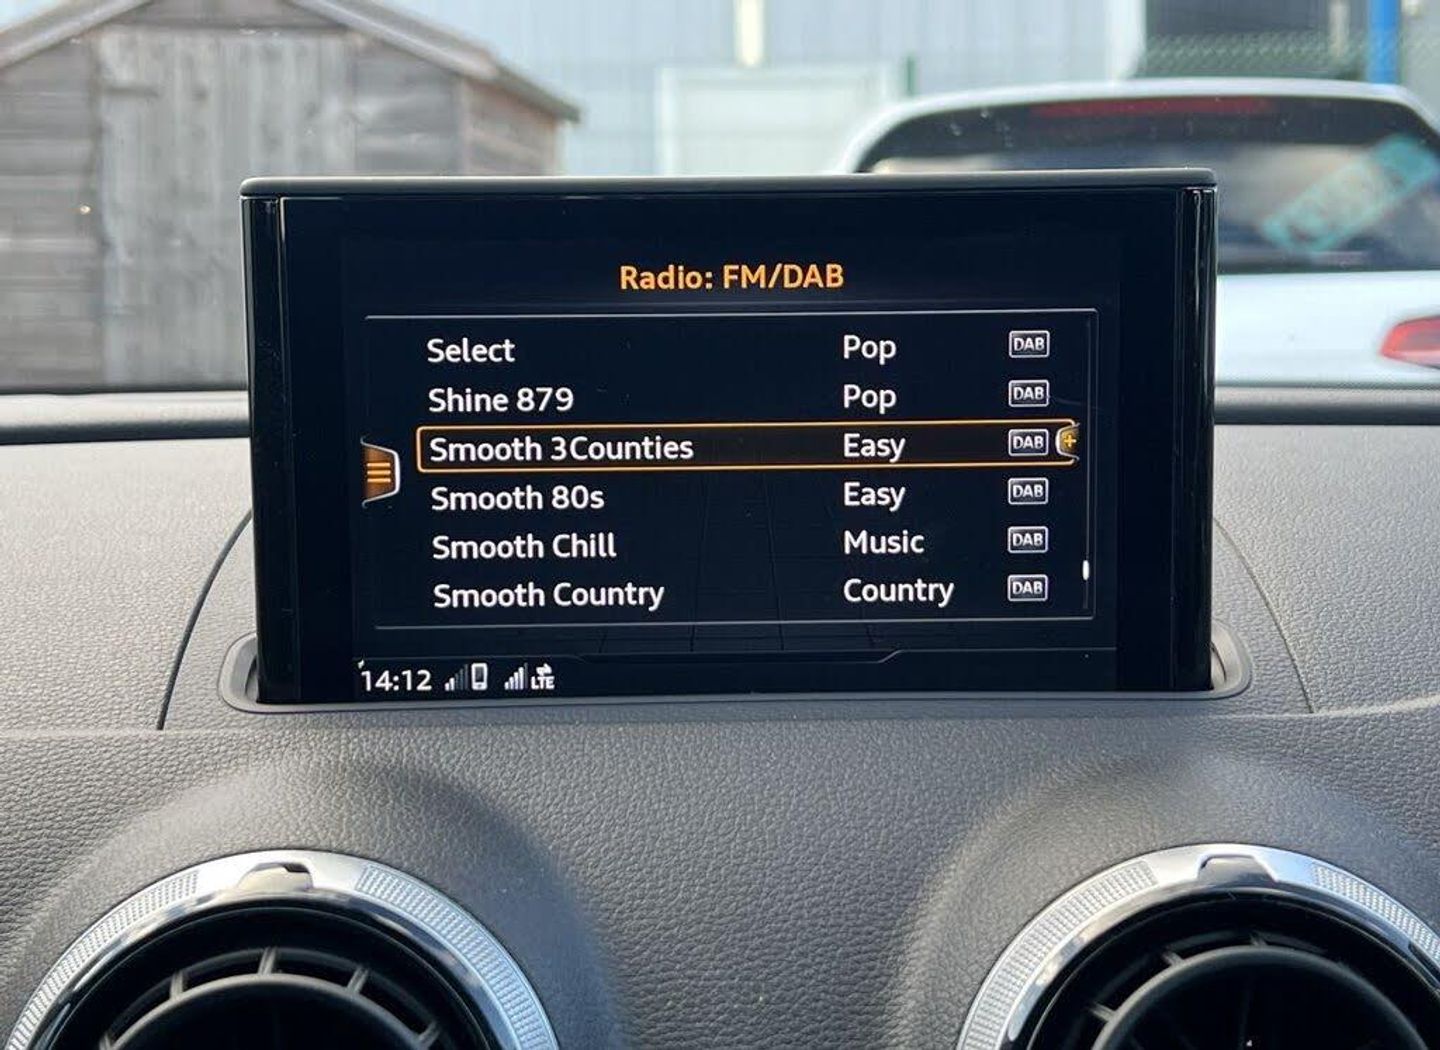 Radio: FM/DAB
Select Pop DAB
Shine 879 Pop DAB
Smooth 3Counties Easy DAB
Smooth 80s Easy DAB
Smooth Chill Music DAB
Smooth Country Country DAB
14:12 LTE